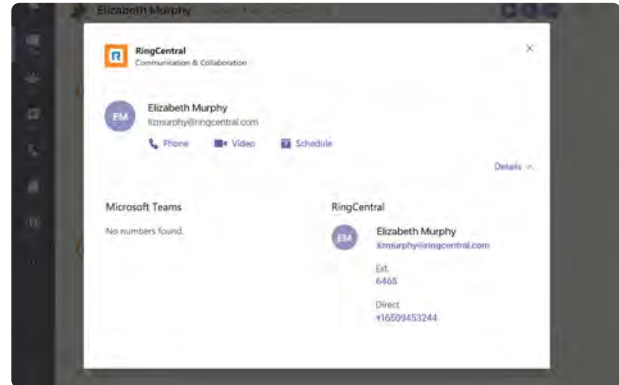 Elizabeth Murphy
RingCentral
Communication & Collaboration
EM
Elizabeth Murphy
lizmurphy@ringcentral.com
Phone Video Schedule
Details
Microsoft Teams
No numbers found.
RingCentral
EM
Elizabeth Murphy
lizmurphy@ringcentral.com
Ext.
6465
Direct
+16509453244